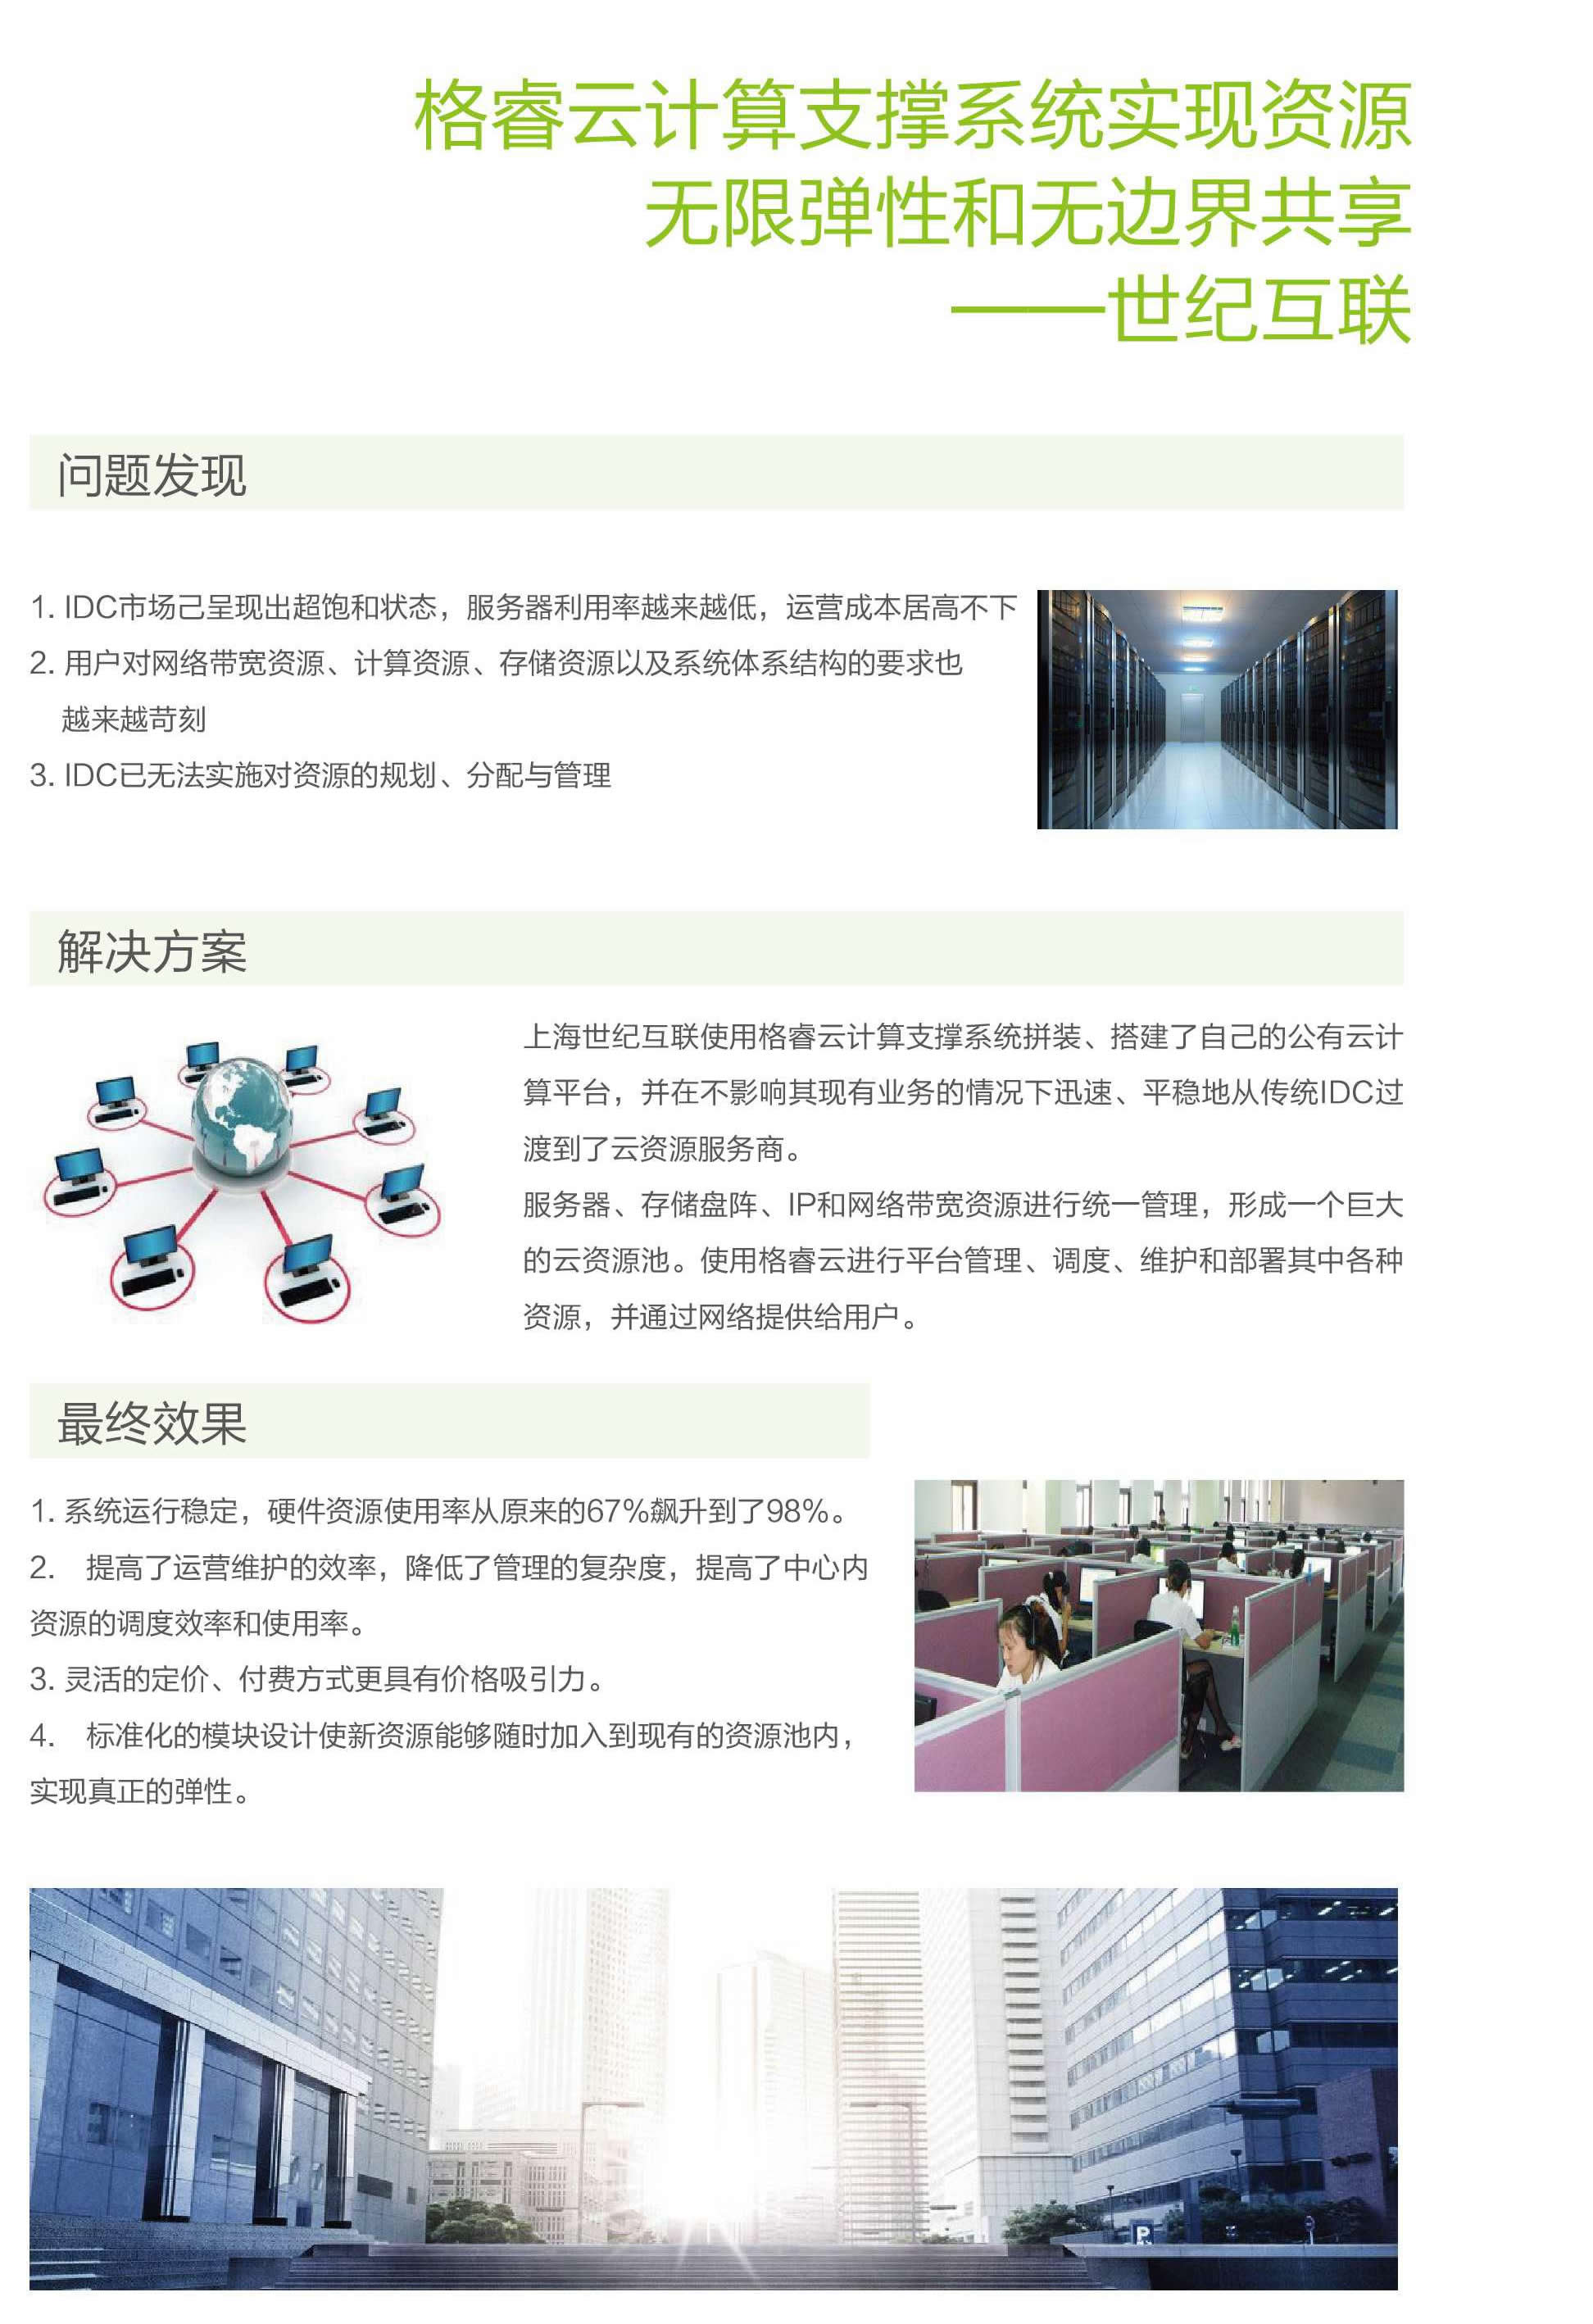 格睿云计算支撑系统实现资源
无限弹性和无边界共享
——世纪互联
问题发现
1. IDC市场己呈现出超饱和状态，服务器利用率越来越低，运营成本居高不下
2. 用户对网络带宽资源、计算资源、存储资源以及系统体系结构的要求也
越来越苛刻
3. IDC已无法实施对资源的规划、分配与管理
解决方案
上海世纪互联使用格睿云计算支撑系统拼装、搭建了自己的公有云计
算平台，并在不影响其现有业务的情况下迅速、平稳地从传统IDC过
渡到了云资源服务商。
服务器、存储盘阵、IP和网络带宽资源进行统一管理，形成一个巨大
的云资源池。使用格睿云进行平台管理、调度、维护和部署其中各种
资源，并通过网络提供给用户。
最终效果
1. 系统运行稳定，硬件资源使用率从原来的67%飙升到了98%。
2. 提高了运营维护的效率，降低了管理的复杂度，提高了中心内
资源的调度效率和使用率。
3. 灵活的定价、付费方式更具有价格吸引力。
4. 标准化的模块设计使新资源能够随时加入到现有的资源池内，
实现真正的弹性。
P